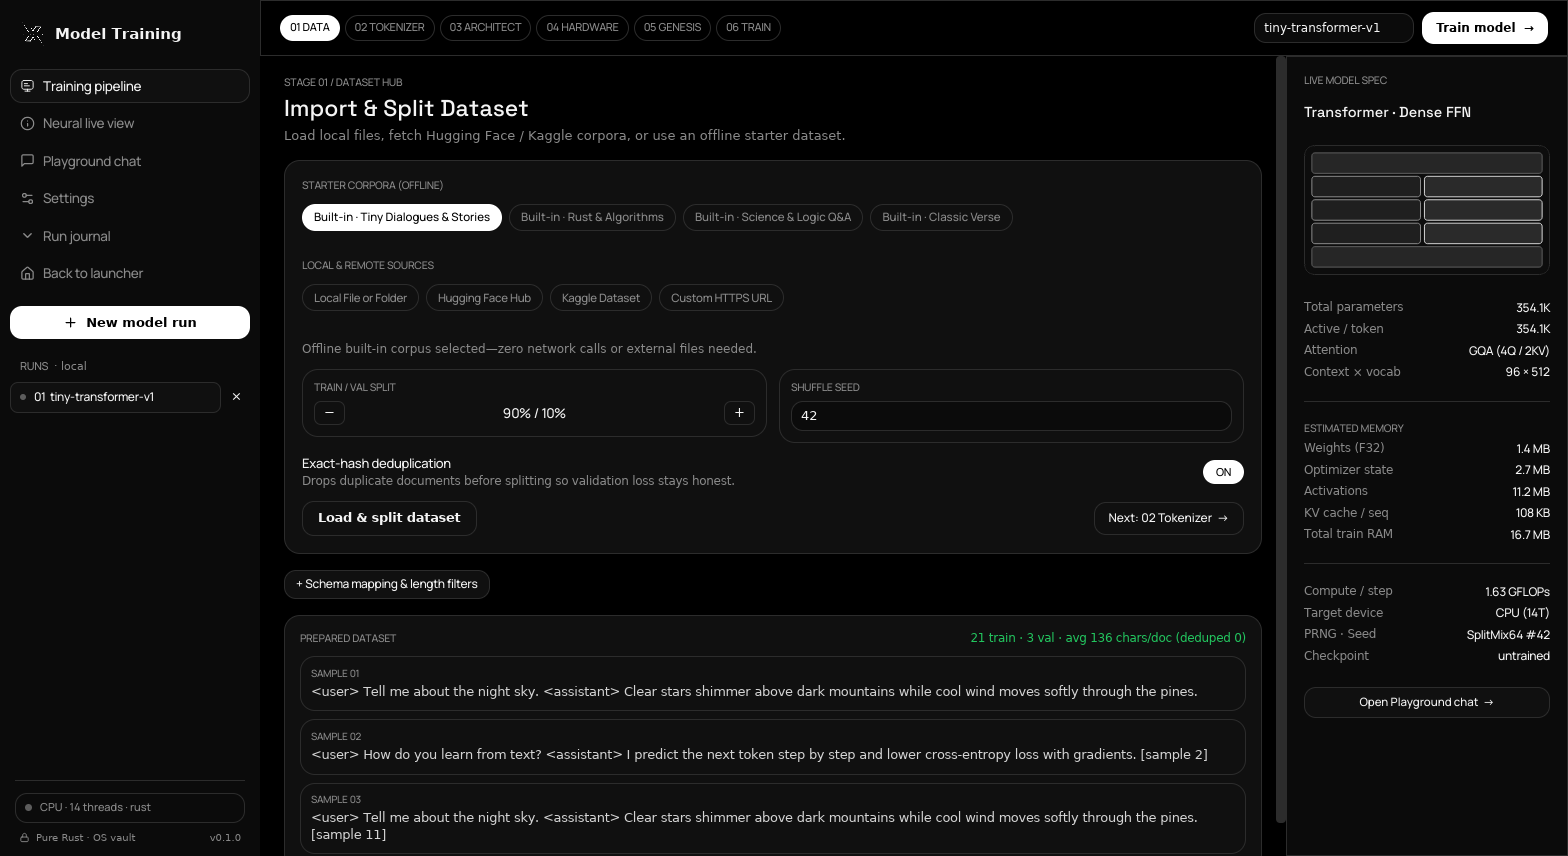 Model Training
Training pipeline
Neural live view
Playground chat
Settings
Run journal
Back to launcher
+ New model run
RUNS · local
01 tiny-transformer-v1 ×
CPU · 14 threads · rust
Pure Rust · OS vault v0.1.0
01 DATA 02 TOKENIZER 03 ARCHITECT 04 HARDWARE 05 GENESIS 06 TRAIN
tiny-transformer-v1 Train model →
STAGE 01 / DATASET HUB
Import & Split Dataset
Load local files, fetch Hugging Face / Kaggle corpora, or use an offline starter dataset.
STARTER CORPORA (OFFLINE)
Built-in · Tiny Dialogues & Stories Built-in · Rust & Algorithms Built-in · Science & Logic Q&A Built-in · Classic Verse
LOCAL & REMOTE SOURCES
Local File or Folder Hugging Face Hub Kaggle Dataset Custom HTTPS URL
Offline built-in corpus selected—zero network calls or external files needed.
TRAIN / VAL SPLIT
− 90% / 10% +
SHUFFLE SEED
42
Exact-hash deduplication
Drops duplicate documents before splitting so validation loss stays honest.
ON
Load & split dataset
Next: 02 Tokenizer →
+ Schema mapping & length filters
PREPARED DATASET
21 train · 3 val · avg 136 chars/doc (deduped 0)
SAMPLE 01
<user> Tell me about the night sky. <assistant> Clear stars shimmer above dark mountains while cool wind moves softly through the pines.
SAMPLE 02
<user> How do you learn from text? <assistant> I predict the next token step by step and lower cross-entropy loss with gradients. [sample 2]
SAMPLE 03
<user> Tell me about the night sky. <assistant> Clear stars shimmer above dark mountains while cool wind moves softly through the pines.
[sample 11]
LIVE MODEL SPEC
Transformer · Dense FFN
Total parameters 354.1K
Active / token 354.1K
Attention GQA (4Q / 2KV)
Context × vocab 96 × 512
ESTIMATED MEMORY
Weights (F32) 1.4 MB
Optimizer state 2.7 MB
Activations 11.2 MB
KV cache / seq 108 KB
Total train RAM 16.7 MB
Compute / step 1.63 GFLOPs
Target device CPU (14T)
PRNG · Seed SplitMix64 #42
Checkpoint untrained
Open Playground chat →